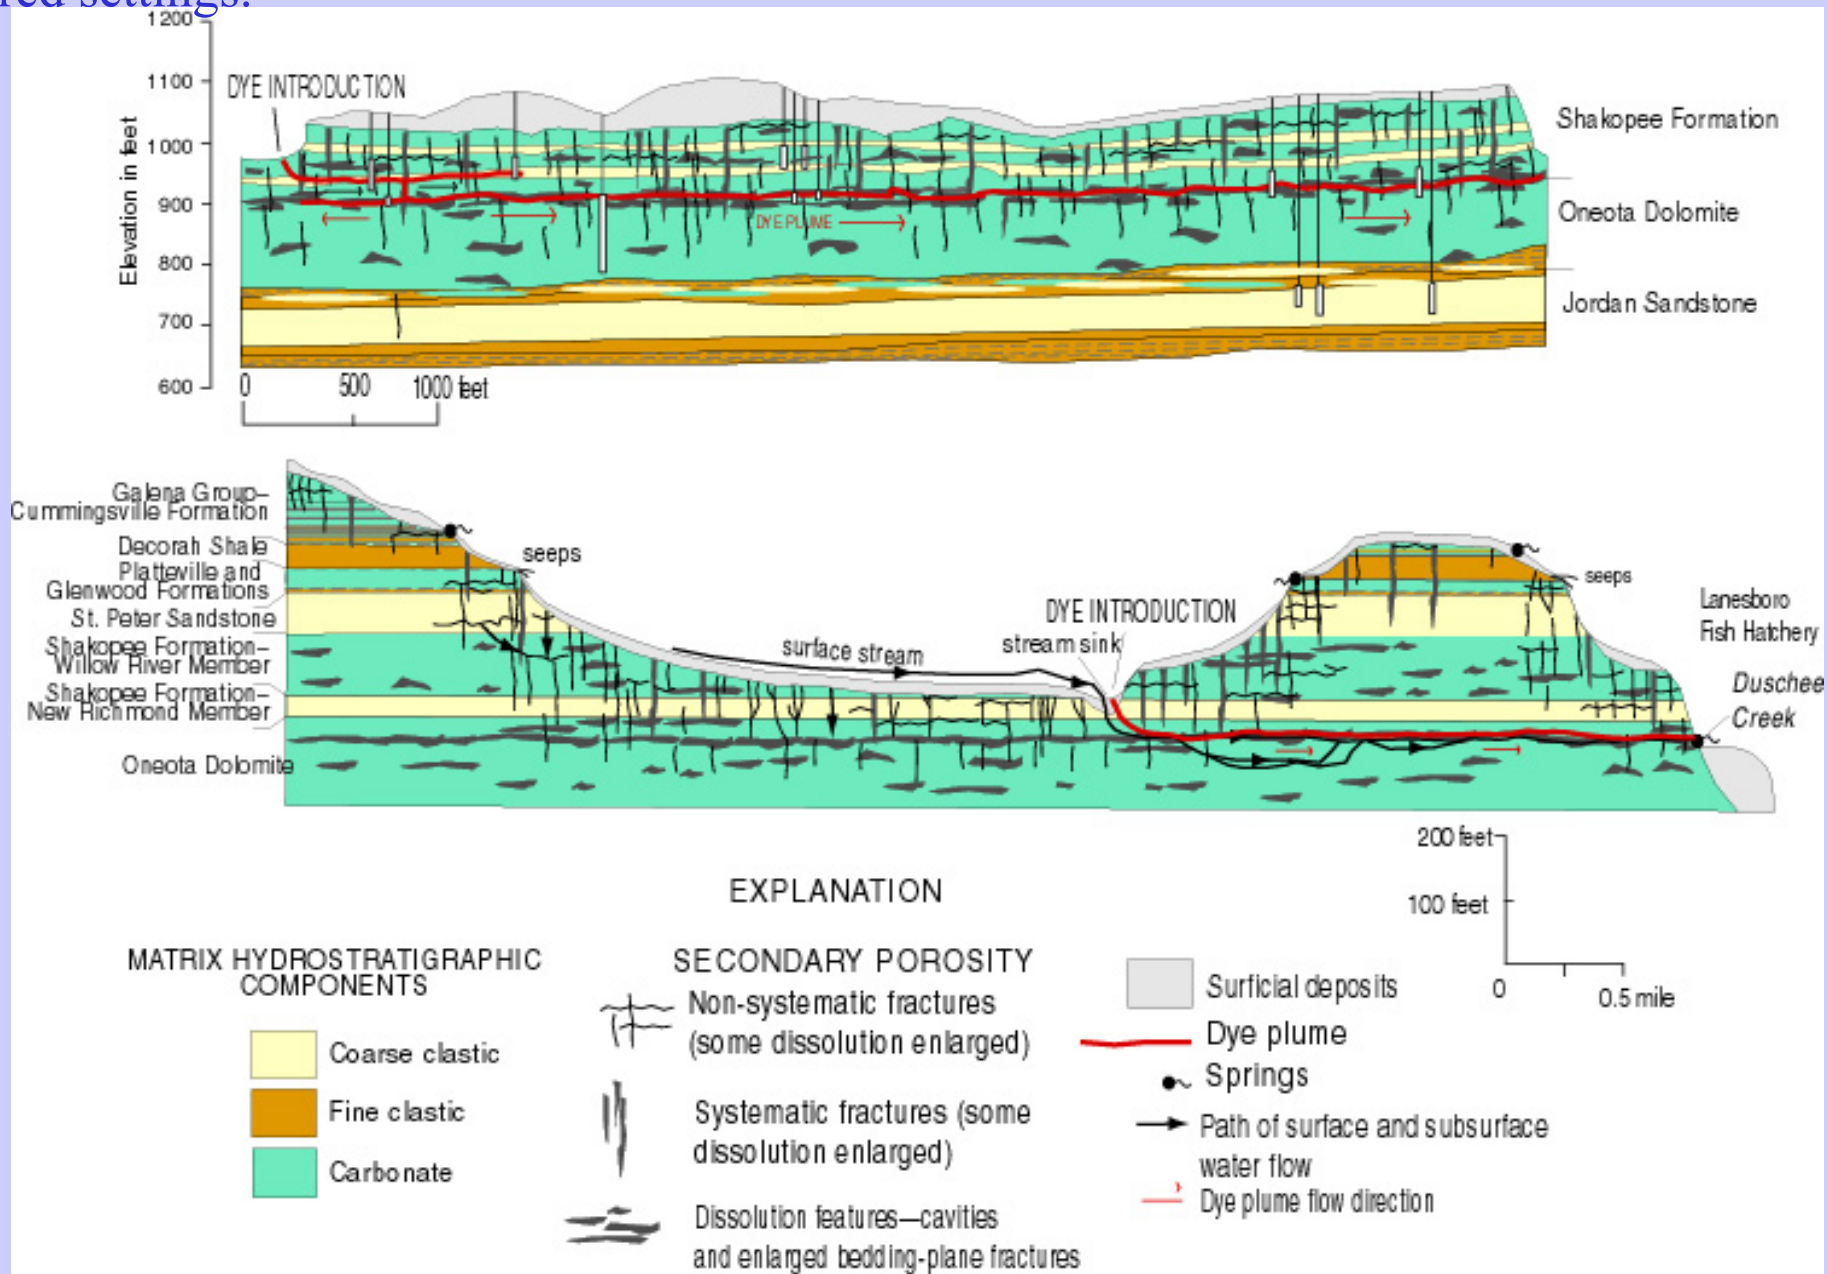 red settings.
1200
1100
1000
900
800
700
600
Elevation in feet
DYE INTRODUCTION
DYE PLUME
Shakopee Formation
Oneota Dolomite
Jordan Sandstone
0 500 1000 feet
Galena Group–
Cummingsville Formation
Decorah Shale
Platteville and
Glenwood Formations
St. Peter Sandstone
Shakopee Formation–
Willow River Member
Shakopee Formation–
New Richmond Member
Oneota Dolomite
seeps
surface stream
DYE INTRODUCTION
stream sink
seeps
Lanesboro
Fish Hatchery
Duschee
Creek
200 feet
100 feet
0 0.5 mile
EXPLANATION
MATRIX HYDROSTRATIGRAPHIC
COMPONENTS
Coarse clastic
Fine clastic
Carbonate
SECONDARY POROSITY
Non-systematic fractures
(some dissolution enlarged)
Systematic fractures (some
dissolution enlarged)
Dissolution features—cavities
and enlarged bedding-plane fractures
Surficial deposits
Dye plume
Springs
Path of surface and subsurface
water flow
Dye plume flow direction